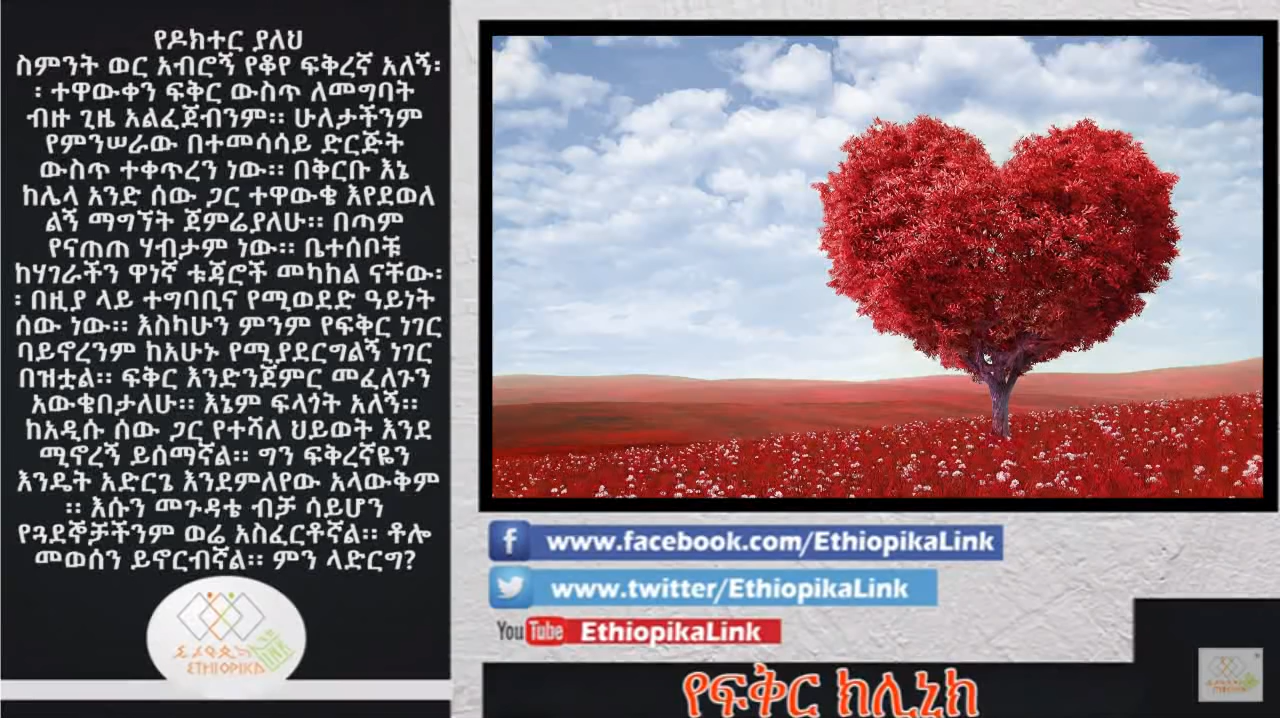 የዶክተር ያለህ
ስምንት ወር አብሮኝ የቆየ ፍቅረኛ አለኝ፡
፡ ተዋውቀን ፍቅር ውስጥ ለመግባት
ብዙ ጊዜ አልፈጀብንም፡፡ ሁለታችንም
የምንሠራው በተመሳሳይ ድርጅት
ውስጥ ተቀጥረን ነው፡፡ በቅርቡ እኔ
ከሌላ አንድ ሰው ጋር ተዋውቄ እየደወለ
ልኝ ማግኘት ጀምሬያለሁ፡፡ በጣም
የናጠጠ ሃብታም ነው፡፡ ቤተሰቦቹ
ከሃገራችን ዋነኛ ቱጃሮች መካከል ናቸው፡
፡ በዚያ ላይ ተግባቢና የሚወደድ ዓይነት
ሰው ነው፡፡ እስካሁን ምንም የፍቅር ነገር
ባይኖረንም ከአሁኑ የሚያደርግልኝ ነገር
በዝቷል፡፡ ፍቅር እንድንጀምር መፈለጉን
አውቄበታለሁ፡፡ እኔም ፍላጎት አለኝ፡፡
ከአዲሱ ሰው ጋር የተሻለ ህይወት እንደ
ሚኖረኝ ይሰማኛል፡፡ ግን ፍቅረኛዬን
እንዴት አድርጌ እንደምለየው አላውቅም
፡፡ እሱን መጉዳቴ ብቻ ሳይሆን
የጓደኞቻችንም ወሬ አስፈርቶኛል፡፡ ቶሎ
መወሰን ይኖርብኛል፡፡ ምን ላድርግ?
ETHIOPIKA
LINK
www.facebook.com/EthiopikaLink
www.twitter/EthiopikaLink
YouTube EthiopikaLink
የፍቅር ክሊኒክ